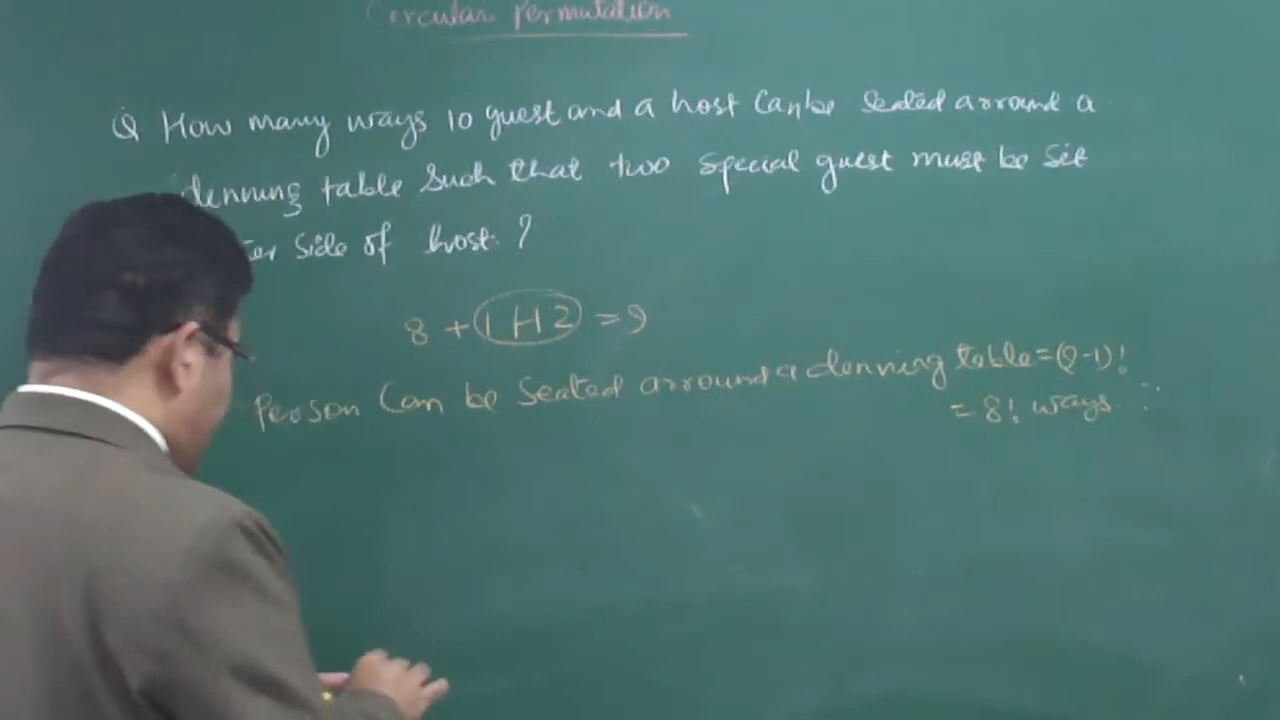 Circular Permutation
Q How many ways 10 guest and a host can be seated arround a
denning table such that two special guest must be sit
side of host ?
8 + 1 H 2 = 9
Person Can be Seated arround a denning table = (9-1)!
= 8! ways